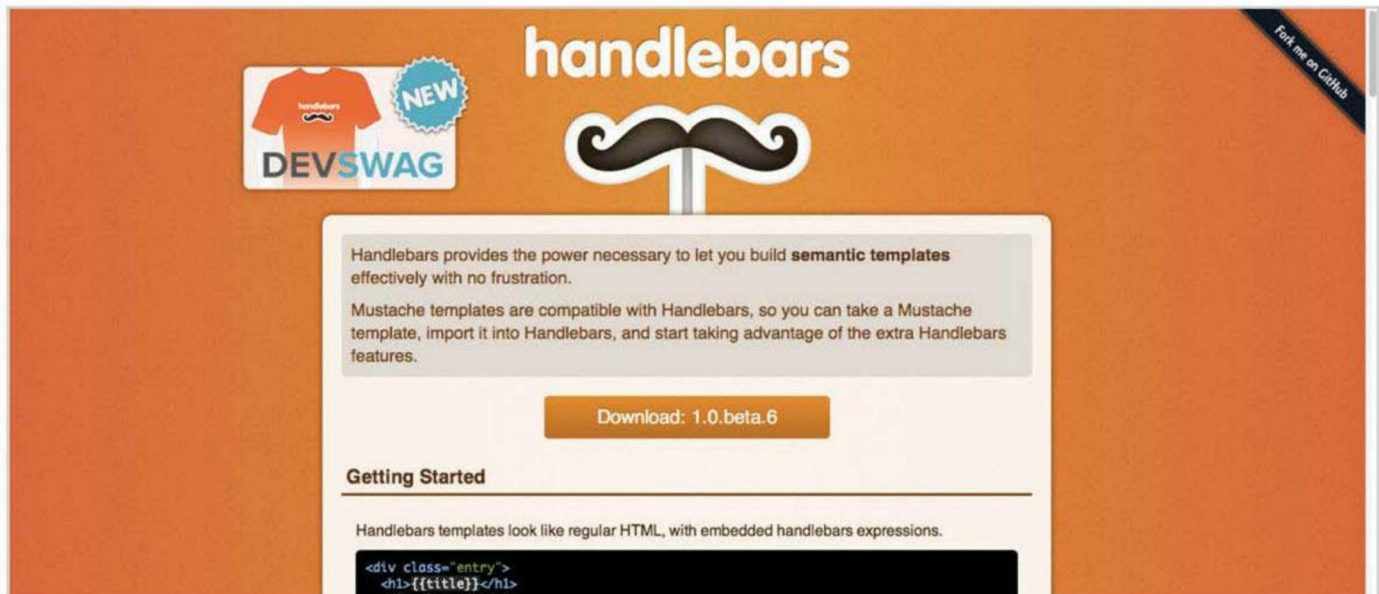 handlebars
Fork me on GitHub
handlebars
NEW
DEVSWAG
Handlebars provides the power necessary to let you build semantic templates
effectively with no frustration.
Mustache templates are compatible with Handlebars, so you can take a Mustache
template, import it into Handlebars, and start taking advantage of the extra Handlebars
features.
Download: 1.0.beta.6
Getting Started
Handlebars templates look like regular HTML, with embedded handlebars expressions.
<div class="entry">
<h1>{{title}}</h1>